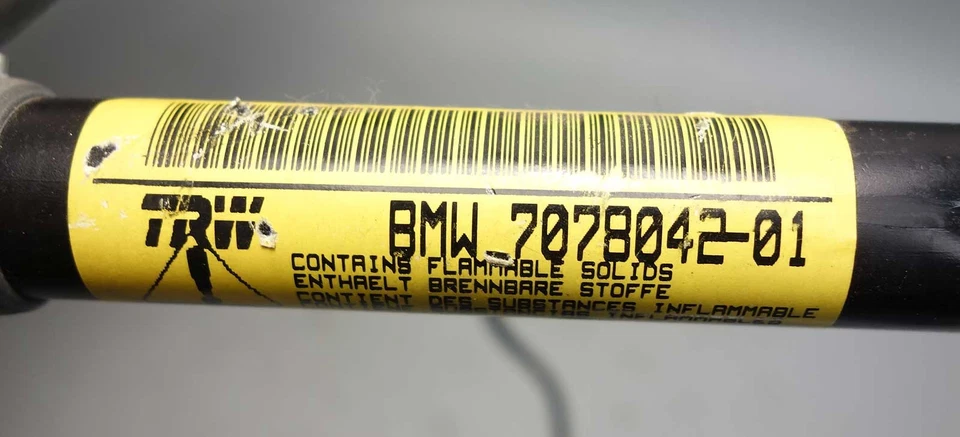 TRW
BMW 7078042-01
CONTAINS FLAMMABLE SOLIDS
ENTHAELT BRENNBARE STOFFE
CONTIENT DES SUBSTANCES INFLAMMABLE